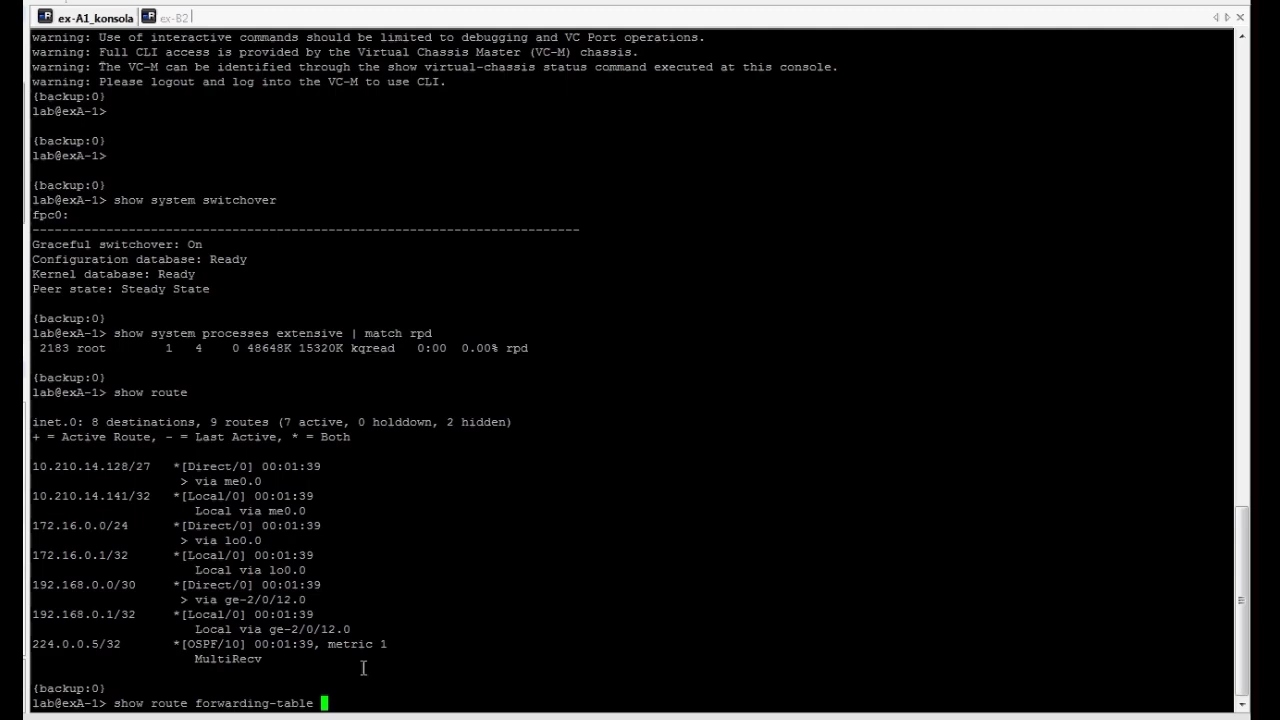 ex-A1_konsola ex-B2
warning: Use of interactive commands should be limited to debugging and VC Port operations.
warning: Full CLI access is provided by the Virtual Chassis Master (VC-M) chassis.
warning: The VC-M can be identified through the show virtual-chassis status command executed at this console.
warning: Please logout and log into the VC-M to use CLI.
{backup:0}
lab@exA-1>
{backup:0}
lab@exA-1>
{backup:0}
lab@exA-1> show system switchover
fpc0:
--------------------------------------------------------------------------
Graceful switchover: On
Configuration database: Ready
Kernel database: Ready
Peer state: Steady State
{backup:0}
lab@exA-1> show system processes extensive | match rpd
2183 root 1 4 0 48648K 15320K kqread 0:00 0.00% rpd
{backup:0}
lab@exA-1> show route
inet.0: 8 destinations, 9 routes (7 active, 0 holddown, 2 hidden)
+ = Active Route, - = Last Active, * = Both
10.210.14.128/27 *[Direct/0] 00:01:39
> via me0.0
10.210.14.141/32 *[Local/0] 00:01:39
Local via me0.0
172.16.0.0/24 *[Direct/0] 00:01:39
> via lo0.0
172.16.0.1/32 *[Local/0] 00:01:39
Local via lo0.0
192.168.0.0/30 *[Direct/0] 00:01:39
> via ge-2/0/12.0
192.168.0.1/32 *[Local/0] 00:01:39
Local via ge-2/0/12.0
224.0.0.5/32 *[OSPF/10] 00:01:39, metric 1
MultiRecv
{backup:0}
lab@exA-1> show route forwarding-table